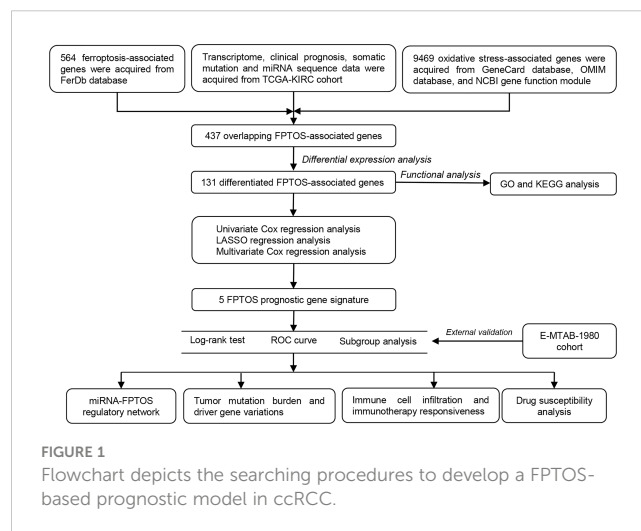 564 ferroptosis-associated
genes were acquired from
FerDb database
Transcriptome, clinical prognosis, somatic
mutation and miRNA sequence data were
acquired from TCGA-KIRC cohort
9469 oxidative stress-associated genes were
acquired from GeneCard database, OMIM
database, and NCBI gene function module
437 overlapping FPTOS-associated genes
Differential expression analysis
131 differentiated FPTOS-associated genes
Functional analysis
GO and KEGG analysis
Univariate Cox regression analysis
LASSO regression analysis
Multivariate Cox regression analysis
5 FPTOS prognostic gene signature
Log-rank test ROC curve Subgroup analysis
External validation
E-MTAB-1980
cohort
miRNA-FPTOS
regulatory network
Tumor mutation burden and
driver gene variations
Immune cell infiltration and
immunotherapy responsiveness
Drug susceptibility
analysis
FIGURE 1
Flowchart depicts the searching procedures to develop a FPTOS-
based prognostic model in ccRCC.